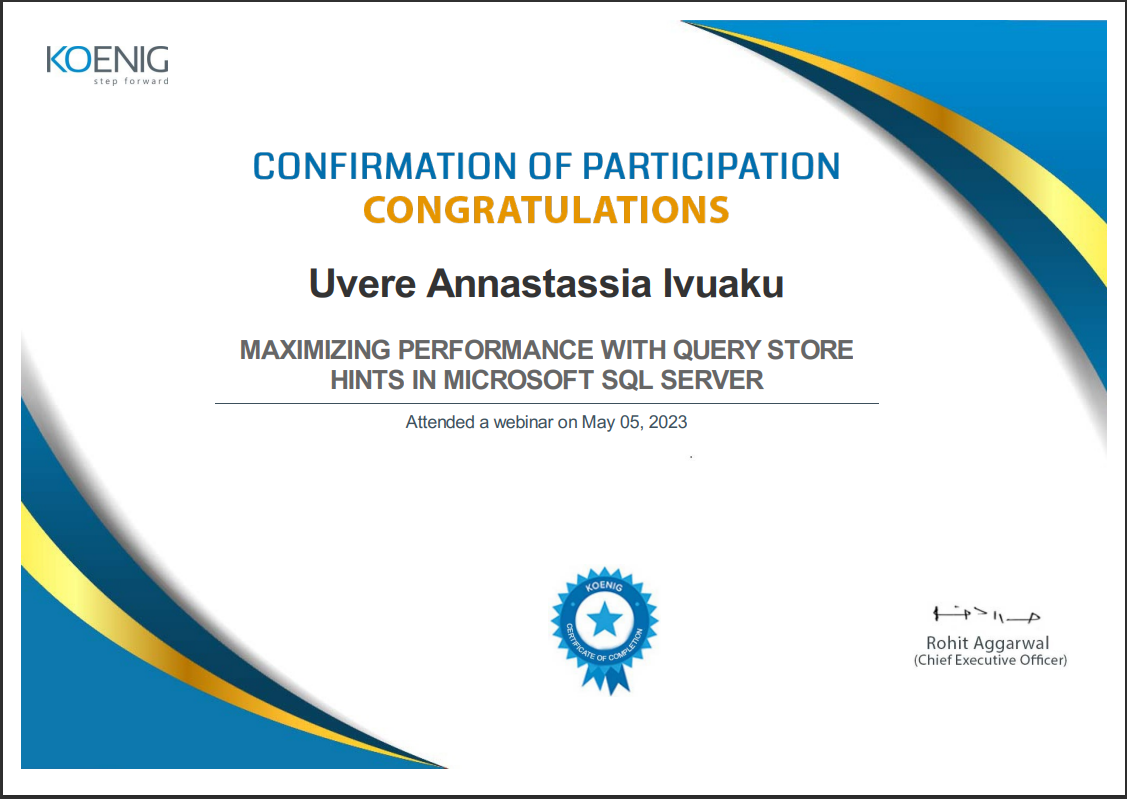 KOENIG
step forward
CONFIRMATION OF PARTICIPATION
CONGRATULATIONS
Uvere Annastassia Ivuaku
MAXIMIZING PERFORMANCE WITH QUERY STORE
HINTS IN MICROSOFT SQL SERVER
Attended a webinar on May 05, 2023
.
KOENIG
CERTIFICATE OF COMPLETION
Rohit Aggarwal
(Chief Executive Officer)